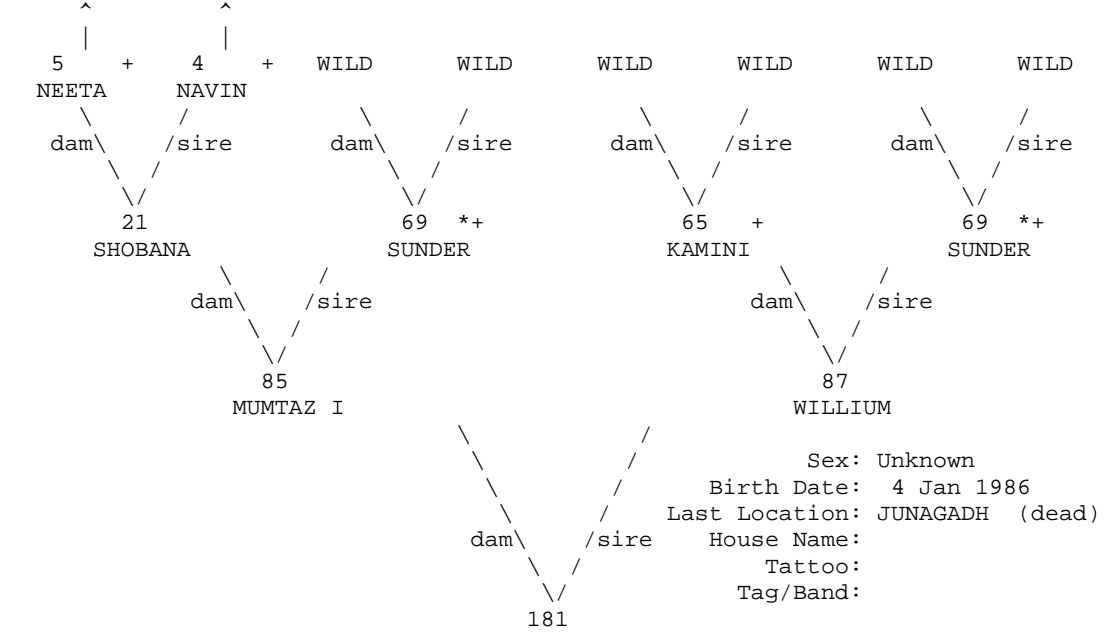 ^ ^
| |
5 + 4 + WILD WILD WILD WILD WILD WILD
NEETA NAVIN
\ / \ / \ / \ /
dam\ /sire dam\ /sire dam\ /sire dam\ /sire
\ / \ / \ / \ /
\/ \/ \/ \/
21 69 *+ 65 + 69 *+
SHOBANA SUNDER KAMINI SUNDER
\ / \ /
dam\ /sire dam\ /sire
\ / \ /
\/ \/
85 87
MUMTAZ I WILLIUM
\ /
\ / Sex: Unknown
\ / Birth Date: 4 Jan 1986
\ / Last Location: JUNAGADH (dead)
dam\ /sire House Name:
\ / Tattoo:
\/ Tag/Band:
181